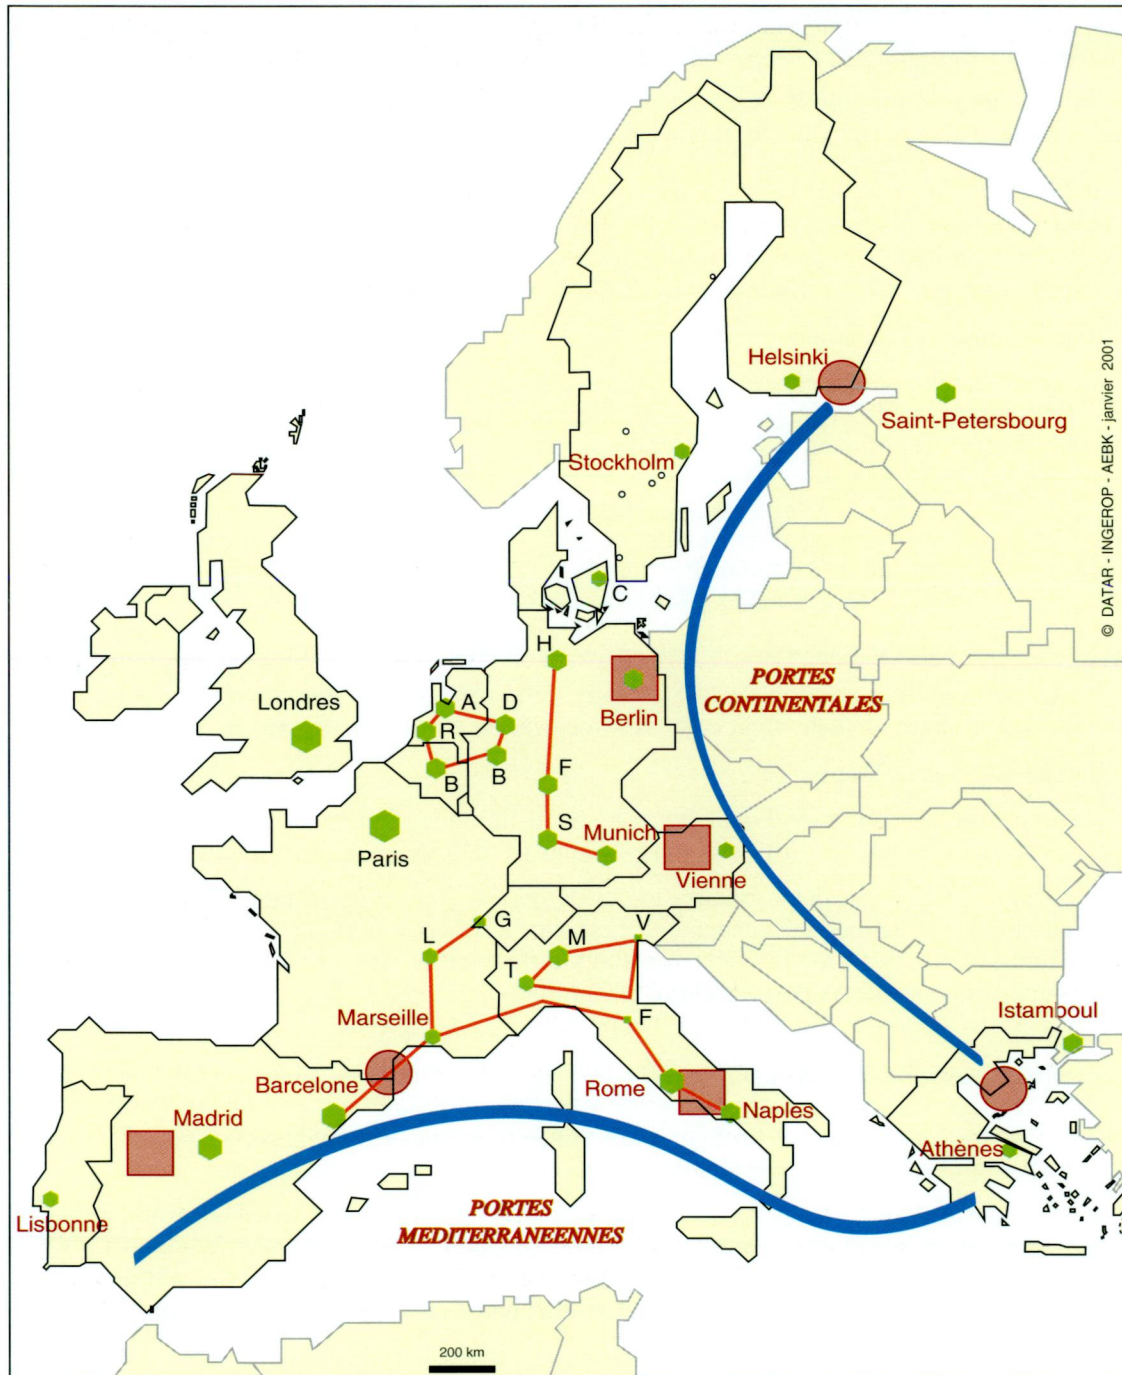 Helsinki
Saint-Petersbourg
Stockholm
© DATAR - INGEROP - AEBK - janvier 2001
C
H
PORTES
CONTINENTALES
Londres
A
D
Berlin
R
B
B
F
Paris
S
Munich
Vienne
G
V
L
M
T
Istamboul
Marseille
F
Barcelone
Rome
Naples
Madrid
Athènes
Lisbonne
PORTES
MEDITERRANEENNES
200 km